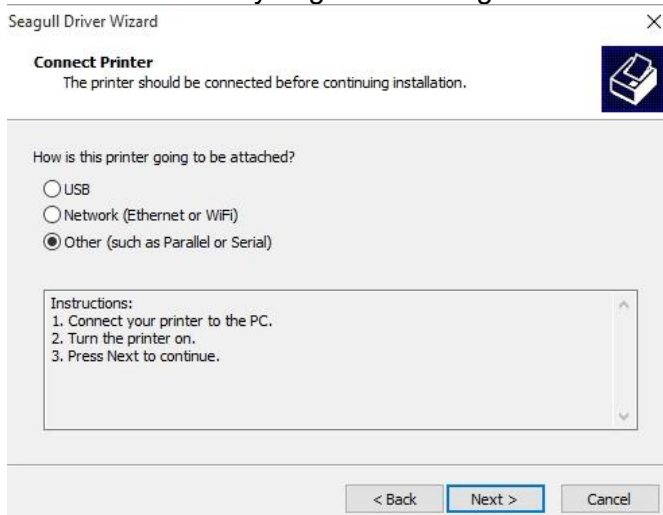 Seagull Driver Wizard
Connect Printer
The printer should be connected before continuing installation.
How is this printer going to be attached?
USB
Network (Ethernet or WiFi)
Other (such as Parallel or Serial)
Instructions:
1. Connect your printer to the PC.
2. Turn the printer on.
3. Press Next to continue.
< Back Next > Cancel